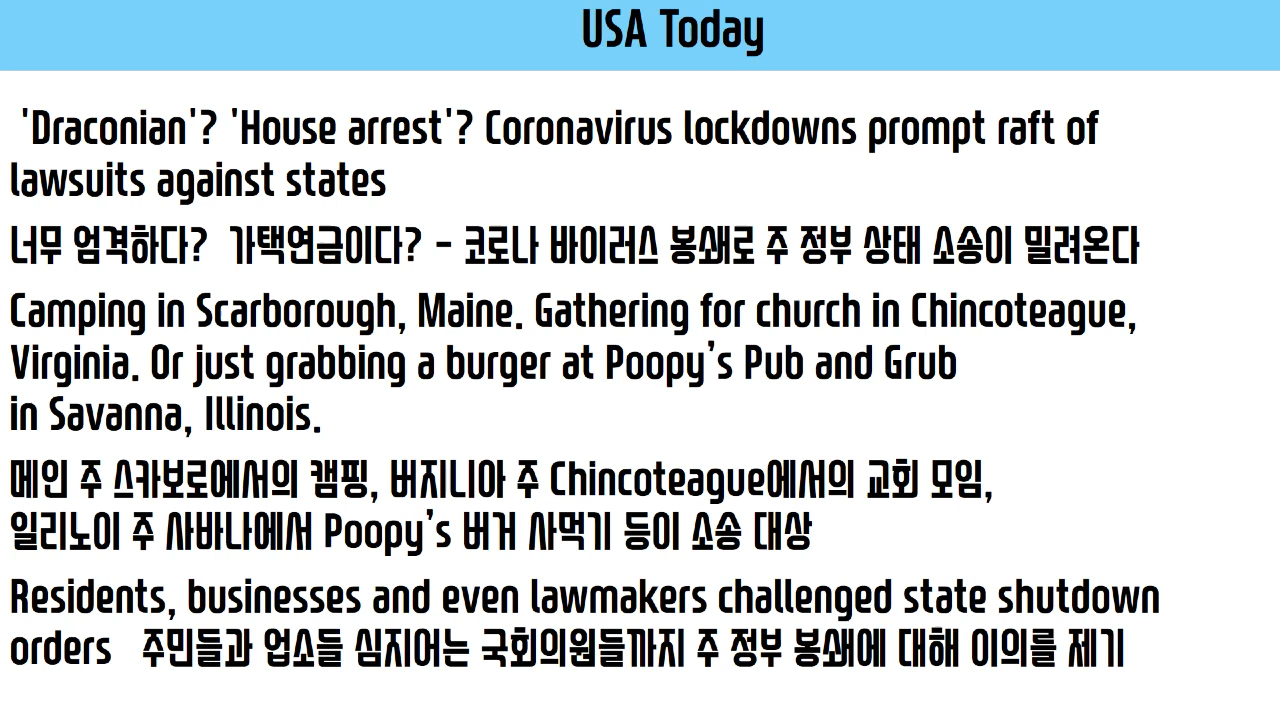 USA Today
'Draconian'? 'House arrest'? Coronavirus lockdowns prompt raft of
lawsuits against states
너무 엄격하다? 가택연금이다? - 코로나 바이러스 봉쇄로 주 정부 상태 소송이 밀려온다
Camping in Scarborough, Maine. Gathering for church in Chincoteague,
Virginia. Or just grabbing a burger at Poopy's Pub and Grub
in Savanna, Illinois.
메인 주 스카보로에서의 캠핑, 버지니아 주 Chincoteague에서의 교회 모임,
일리노이 주 사바나에서 Poopy's 버거 사먹기 등이 소송 대상
Residents, businesses and even lawmakers challenged state shutdown
orders 주민들과 업소들 심지어는 국회의원들까지 주 정부 봉쇄에 대해 이의를 제기